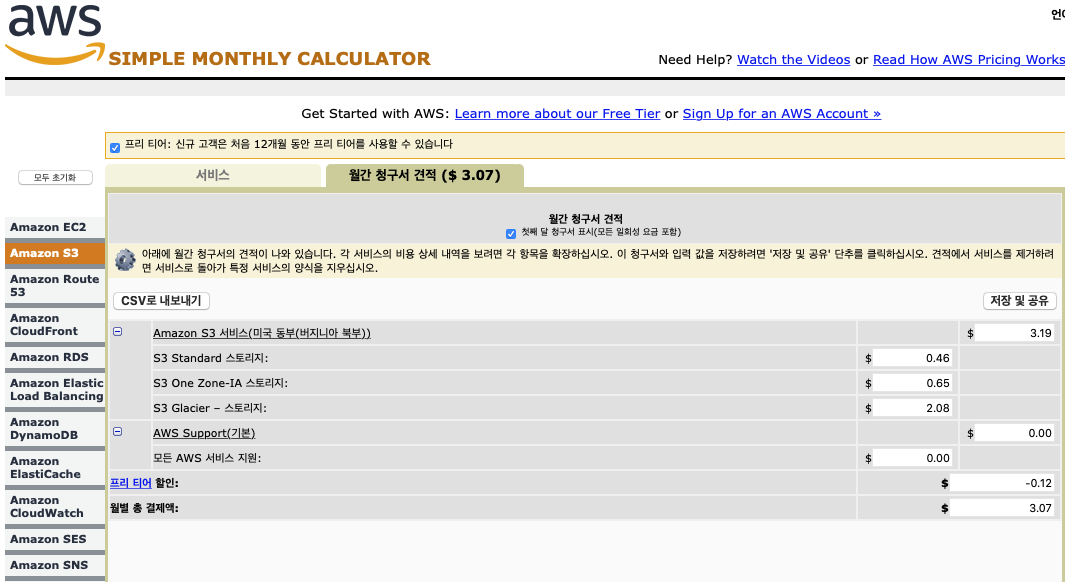 aws
언어
SIMPLE MONTHLY CALCULATOR
Need Help? Watch the Videos or Read How AWS Pricing Works
Get Started with AWS: Learn more about our Free Tier or Sign Up for an AWS Account »
프리 티어: 신규 고객은 처음 12개월 동안 프리 티어를 사용할 수 있습니다
모두 초기화
서비스
월간 청구서 견적 ($ 3.07)
Amazon EC2
Amazon S3
Amazon Route
53
Amazon
CloudFront
Amazon RDS
Amazon Elastic
Load Balancing
Amazon
DynamoDB
Amazon
ElastiCache
Amazon
CloudWatch
Amazon SES
Amazon SNS
월간 청구서 견적
첫째 달 청구서 표시(모든 일회성 요금 포함)
아래에 월간 청구서의 견적이 나와 있습니다. 각 서비스의 비용 상세 내역을 보려면 각 항목을 확장하십시오. 이 청구서와 입력 값을 저장하려면 '저장 및 공유' 단추를 클릭하십시오. 견적에서 서비스를 제거하려
면 서비스로 돌아가 특정 서비스의 양식을 지우십시오.
CSV로 내보내기
저장 및 공유
Amazon S3 서비스(미국 동부(버지니아 북부)) $ 3.19
S3 Standard 스토리지: $ 0.46
S3 One Zone-IA 스토리지: $ 0.65
S3 Glacier – 스토리지: $ 2.08
AWS Support(기본) $ 0.00
모든 AWS 서비스 지원: $ 0.00
프리 티어 할인: $ -0.12
월별 총 결제액: $ 3.07